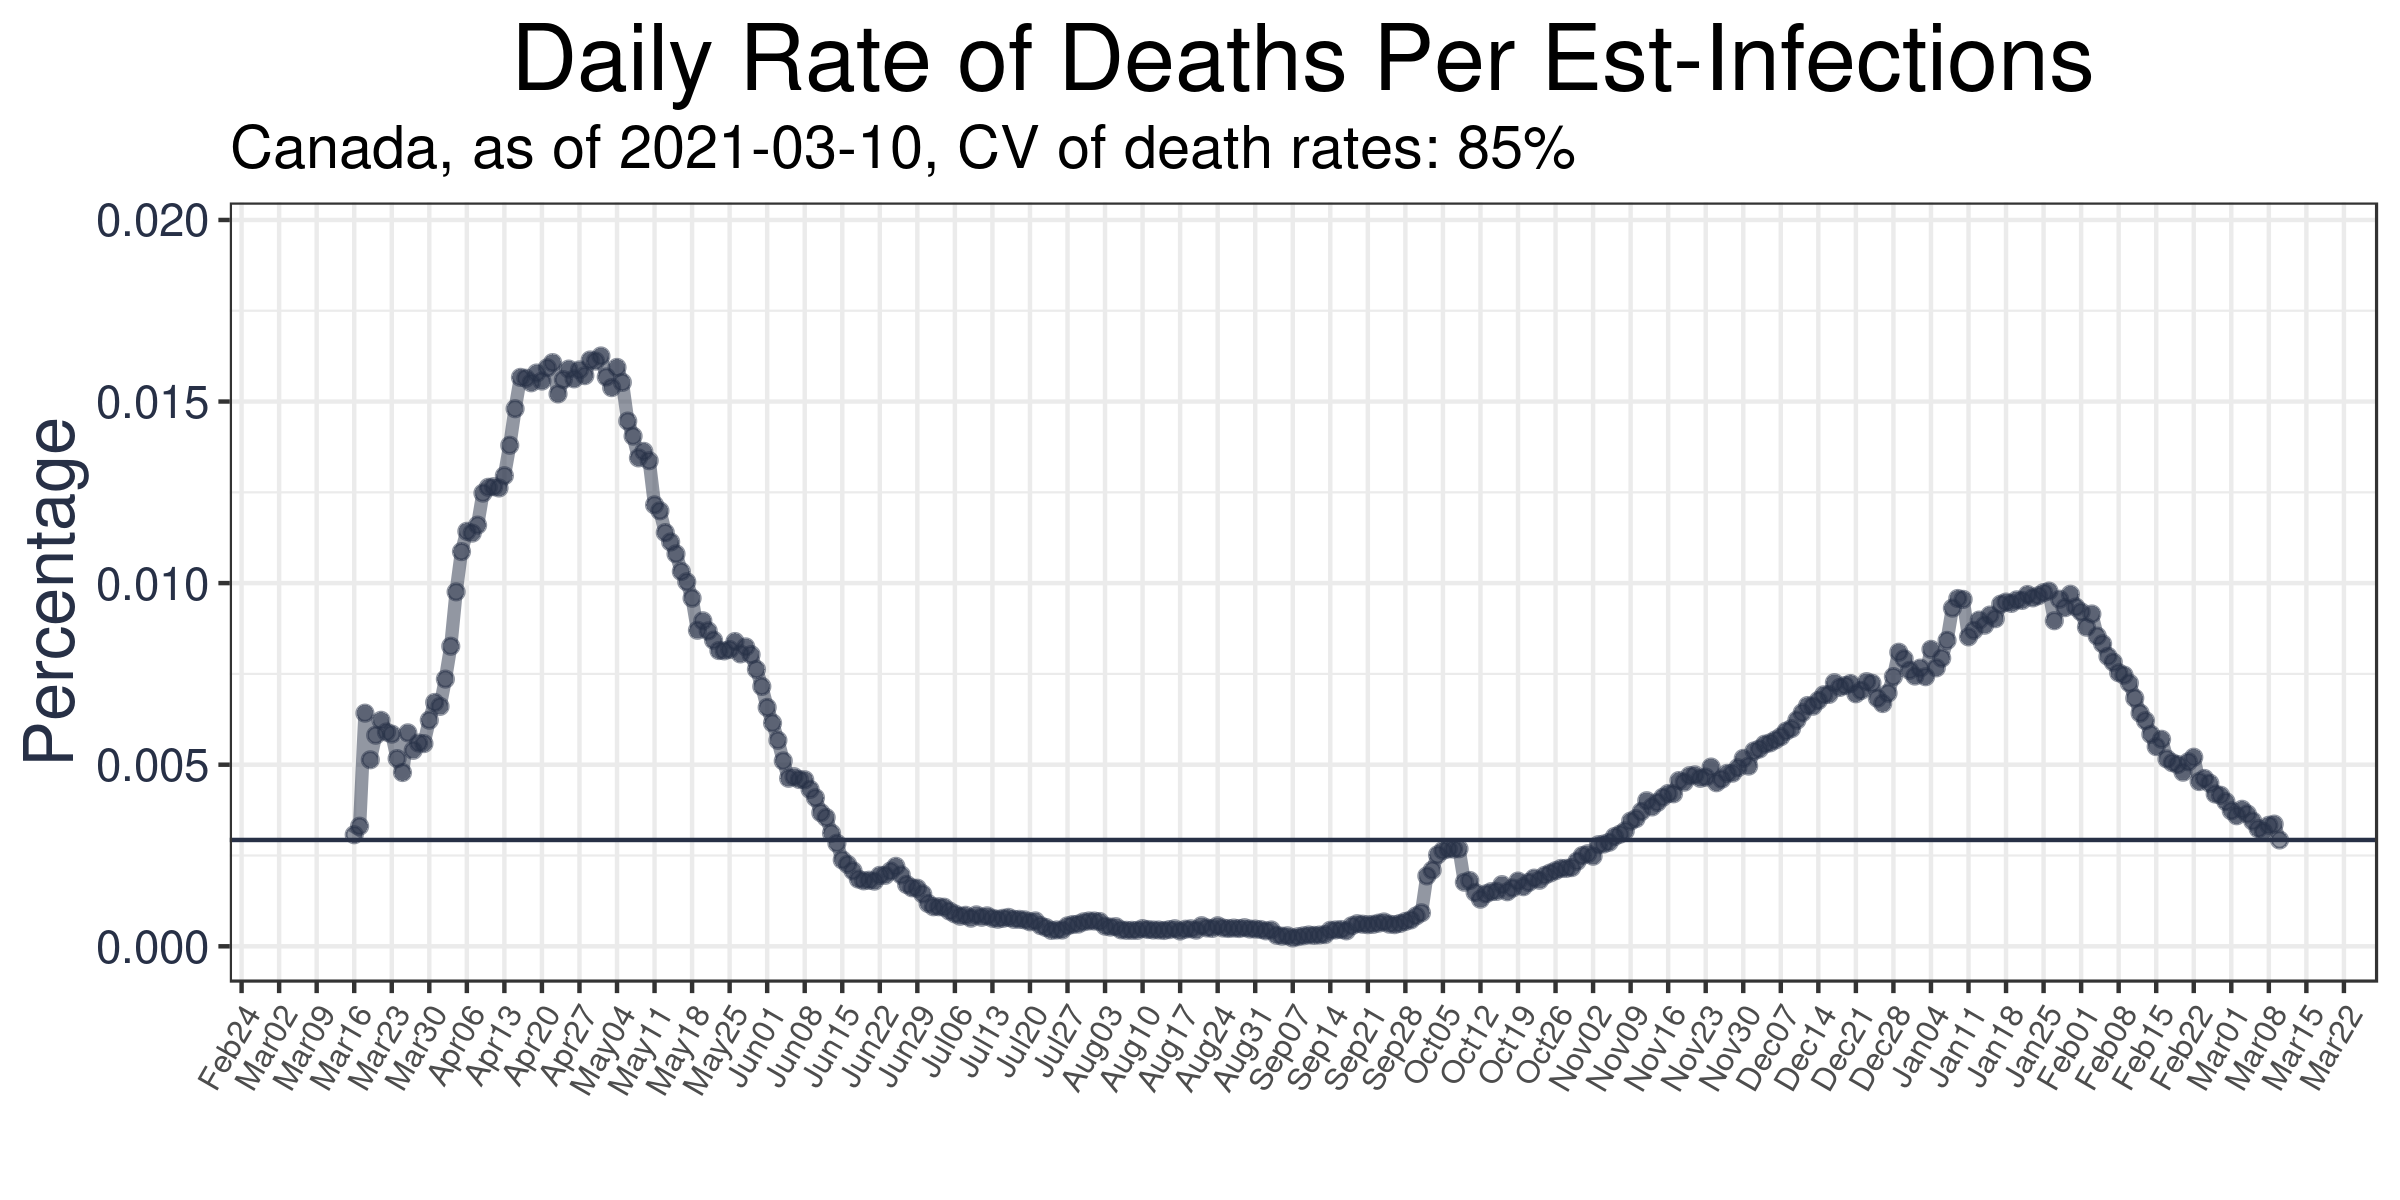 Daily Rate of Deaths Per Est-Infections
Canada, as of 2021-03-10, CV of death rates: 85%
Percentage
0.020
0.015
0.010
0.005
0.000
Feb24
Mar02
Mar09
Mar16
Mar23
Mar30
Apr06
Apr13
Apr20
Apr27
May04
May11
May18
May25
Jun01
Jun08
Jun15
Jun22
Jun29
Jul06
Jul13
Jul20
Jul27
Aug03
Aug10
Aug17
Aug24
Aug31
Sep07
Sep14
Sep21
Sep28
Oct05
Oct12
Oct19
Oct26
Nov02
Nov09
Nov16
Nov23
Nov30
Dec07
Dec14
Dec21
Dec28
Jan04
Jan11
Jan18
Jan25
Feb01
Feb08
Feb15
Feb22
Mar01
Mar08
Mar15
Mar22